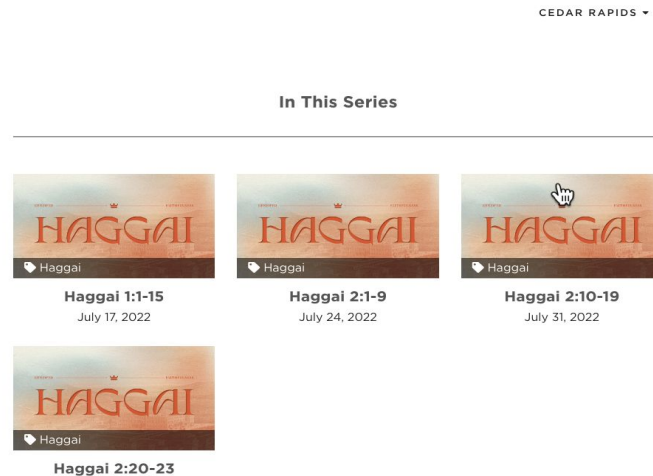 CEDAR RAPIDS
In This Series
HAGGAI
Haggai
HAGGAI
Haggai
HAGGAI
Haggai
Haggai 1:1-15
Haggai 2:1-9
Haggai 2:10-19
July 17, 2022
July 24, 2022
July 31, 2022
HAGGAI
Haggai
Haggai 2:20-23